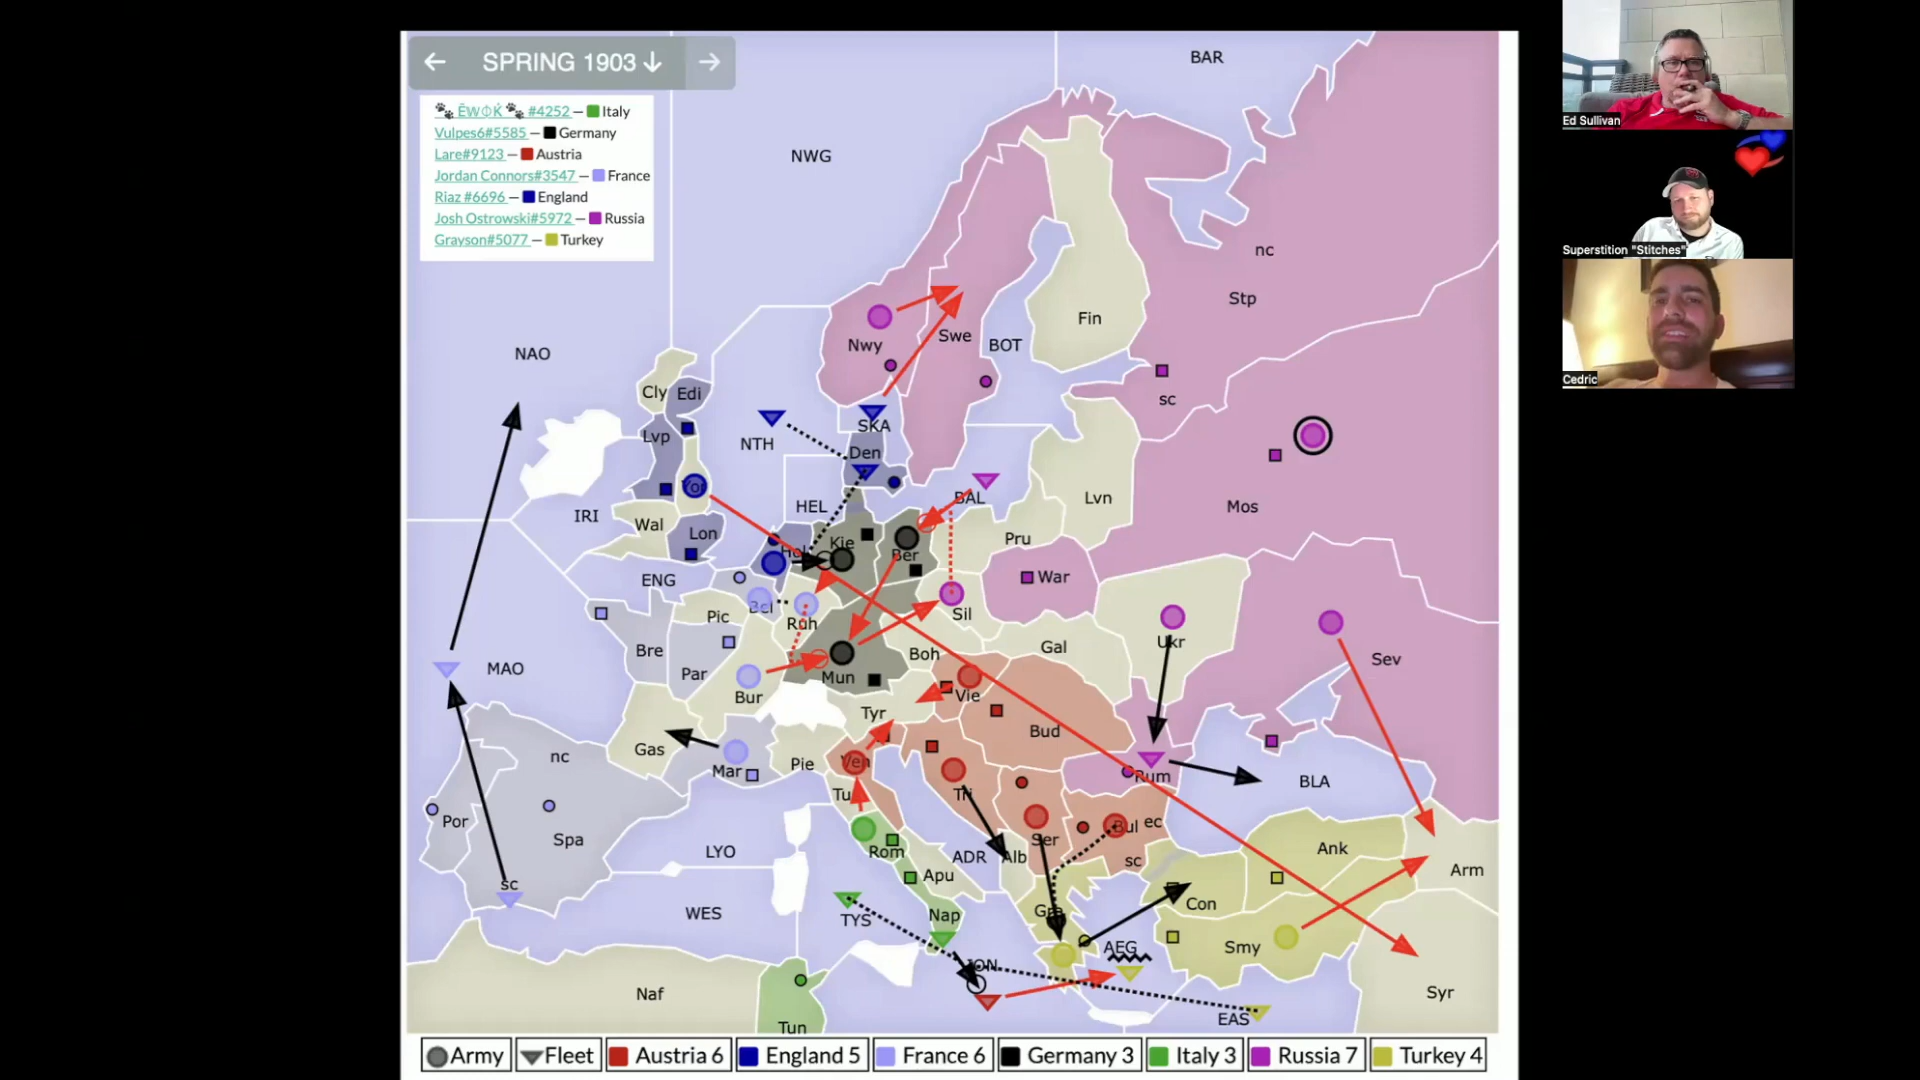 SPRING 1903
ĒWΦḰ #4252 — Italy
Vulpes6#5585 — Germany
Lare#9123 — Austria
Jordan Connors#3547 — France
Riaz #6696 — England
Josh Ostrowski#5972 — Russia
Grayson#5077 — Turkey
BAR
NWG
nc
Stp
Fin
NAO
Nwy
Swe
BOT
sc
Cly
Edi
SKA
NTH
Lvp
Den
Yor
BAL
Lvn
HEL
Mos
IRI
Wal
Lon
Kie
Ber
Pru
Hol
ENG
War
Bel
Pic
Ruh
Sil
Ukr
Bre
Par
Boh
Gal
MAO
Mun
Sev
Bur
Vie
Tyr
Bud
nc
Gas
Mar
Pie
Ven
Rum
BLA
Tri
Tu
Por
Spa
Bul
ec
Ser
Ank
LYO
Rom
ADR
Alb
sc
Arm
Apu
sc
Con
WES
TYS
Nap
Gre
AEG
Smy
ION
Naf
Syr
EAS
Tun
Army
Fleet
Austria 6
England 5
France 6
Germany 3
Italy 3
Russia 7
Turkey 4
Ed Sullivan
Superstition "Stitches"
Cedric